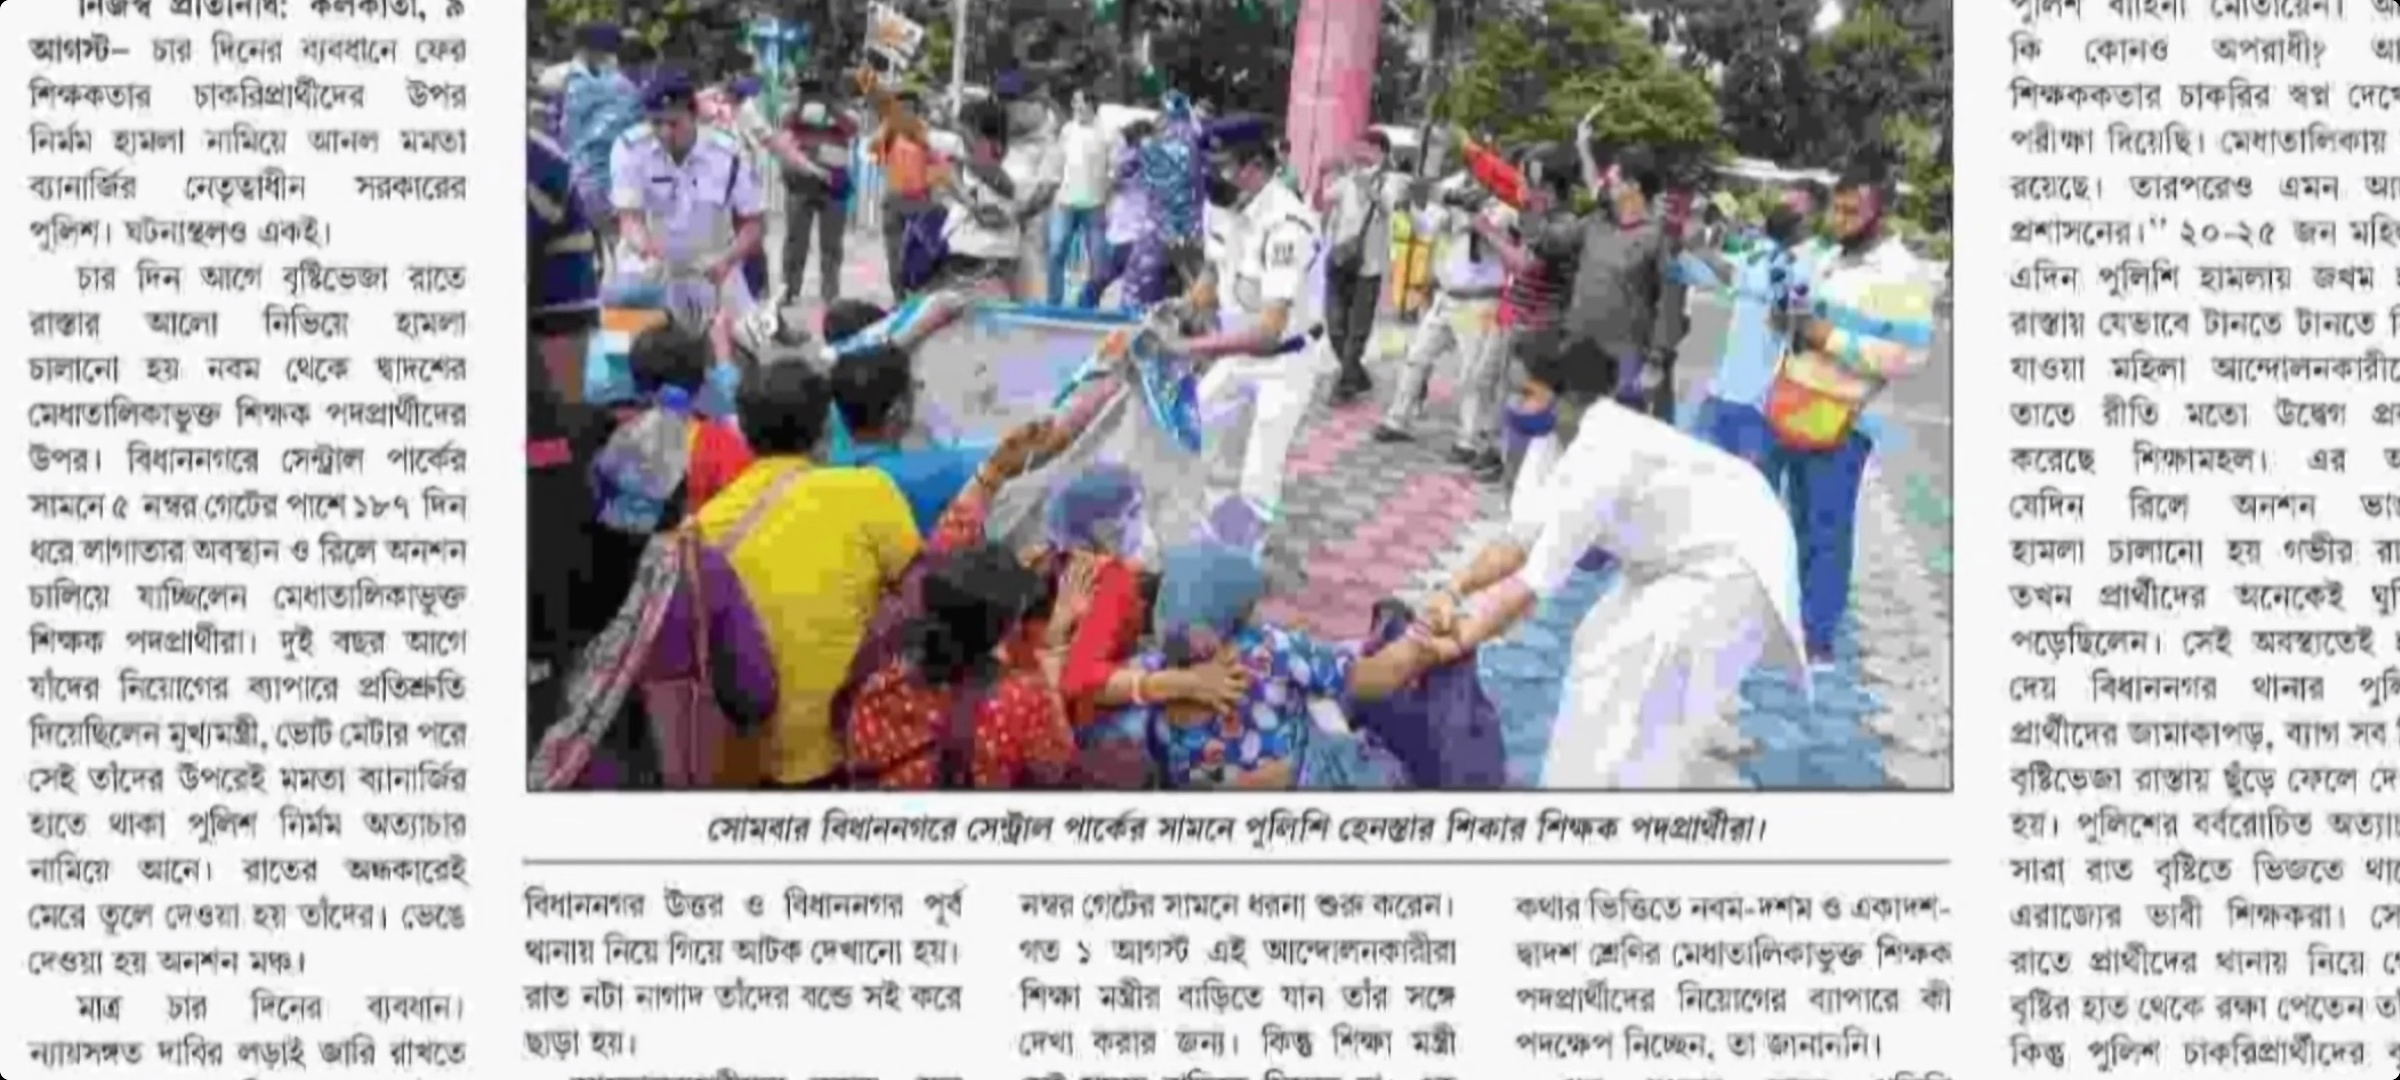 নিজস্ব প্রতিনিধি: কলকাতা, ৯
আগস্ট— চার দিনের ব্যবধানে ফের
শিক্ষকতার চাকরিপ্রার্থীদের উপর
নির্মম হামলা নামিয়ে আনল মমতা
ব্যানার্জির নেতৃত্বাধীন সরকারের
পুলিশ। ঘটনাস্থলও একই।
চার দিন আগে বৃষ্টিভেজা রাতে
রাস্তার আলো নিভিয়ে হামলা
চালানো হয় নবম থেকে দ্বাদশের
মেধাতালিকাভুক্ত শিক্ষক পদপ্রার্থীদের
উপর। বিধাননগরে সেন্ট্রাল পার্কের
সামনে ৫ নম্বর গেটের পাশে ১৮৭ দিন
ধরে লাগাতার অবস্থান ও রিলে অনশন
চালিয়ে যাচ্ছিলেন মেধাতালিকাভুক্ত
শিক্ষক পদপ্রার্থীরা। দুই বছর আগে
যাঁদের নিয়োগের ব্যাপারে প্রতিশ্রুতি
দিয়েছিলেন মুখ্যমন্ত্রী, ভোট মেটার পরে
সেই তাঁদের উপরেই মমতা ব্যানার্জির
হাতে থাকা পুলিশ নির্মম অত্যাচার
নামিয়ে আনে। রাতের অন্ধকারেই
মেরে তুলে দেওয়া হয় তাঁদের। ভেঙে
দেওয়া হয় অনশন মঞ্চ।
মাত্র চার দিনের ব্যবধান।
ন্যায়সঙ্গত দাবির লড়াই জারি রাখতে
সোমবার বিধাননগরে সেন্ট্রাল পার্কের সামনে পুলিশি হেনস্তার শিকার শিক্ষক পদপ্রার্থীরা।
বিধাননগর উত্তর ও বিধাননগর পূর্ব
থানায় নিয়ে গিয়ে আটক দেখানো হয়।
রাত নটা নাগাদ তাঁদের বন্ডে সই করে
ছাড়া হয়।
নম্বর গেটের সামনে ধরনা শুরু করেন।
গত ১ আগস্ট এই আন্দোলনকারীরা
শিক্ষা মন্ত্রীর বাড়িতে যান তাঁর সঙ্গে
দেখা করার জন্য। কিন্তু শিক্ষা মন্ত্রী
কথার ভিত্তিতে নবম-দশম ও একাদশ-
দ্বাদশ শ্রেণির মেধাতালিকাভুক্ত শিক্ষক
পদপ্রার্থীদের নিয়োগের ব্যাপারে কী
পদক্ষেপ নিচ্ছেন, তা জানাননি।
পুলিশ বাহিনী মোতায়েন।
কি কোনও অপরাধী?
শিক্ষককতার চাকরির স্বপ্ন
পরীক্ষা দিয়েছি। মেধাতালিকায়
রয়েছে। তারপরেও এমন
প্রশাসনের।" ২০-২৫ জন
এদিন পুলিশি হামলায় জখম
রাস্তায় যেভাবে টানতে টানতে
যাওয়া মহিলা
তাতে রীতি মতো উদ্বেগ
করেছে শিক্ষামহল। এর
যেদিন রিলে অনশন
হামলা চালানো হয় গভীর
তখন প্রার্থীদের অনেকেই
পড়েছিলেন। সেই অবস্থাতেই
দেয় বিধাননগর থানার
প্রার্থীদের জামাকাপড়, ব্যাগ সব
বৃষ্টিভেজা রাস্তায় ছুঁড়ে ফেলে
হয়। পুলিশের বর্বরোচিত
সারা রাত বৃষ্টিতে ভিজতে
এরাজ্যের ভাবী শিক্ষকরা।
রাতে প্রার্থীদের থানায় নিয়ে
বৃষ্টির হাত থেকে রক্ষা পেতেন
কিন্তু পুলিশ চাকরিপ্রার্থীদের